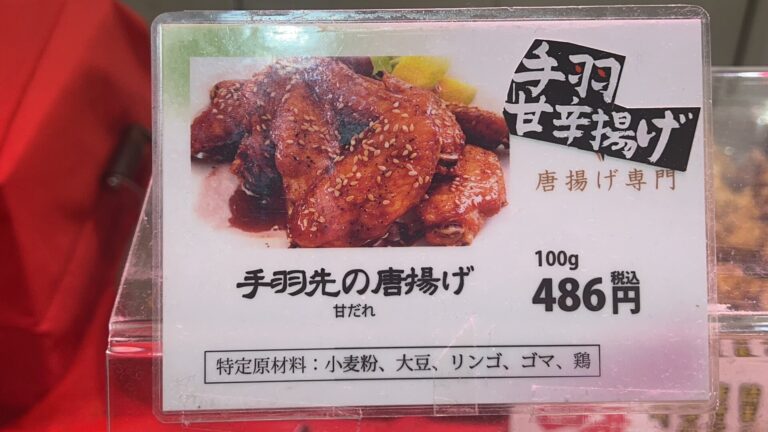 手羽
甘辛揚げ
唐揚げ専門
手羽先の唐揚げ
甘だれ
100g
486円 税込
特定原材料：小麦粉、大豆、リンゴ、ゴマ、鶏